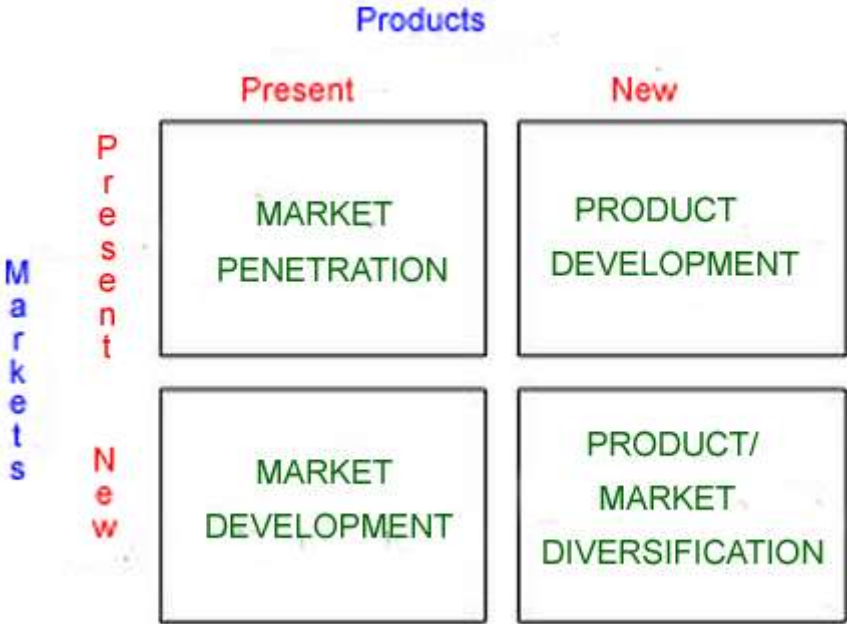 Products
Present New
Markets
Present
MARKET
PENETRATION
PRODUCT
DEVELOPMENT
New
MARKET
DEVELOPMENT
PRODUCT/
MARKET
DIVERSIFICATION